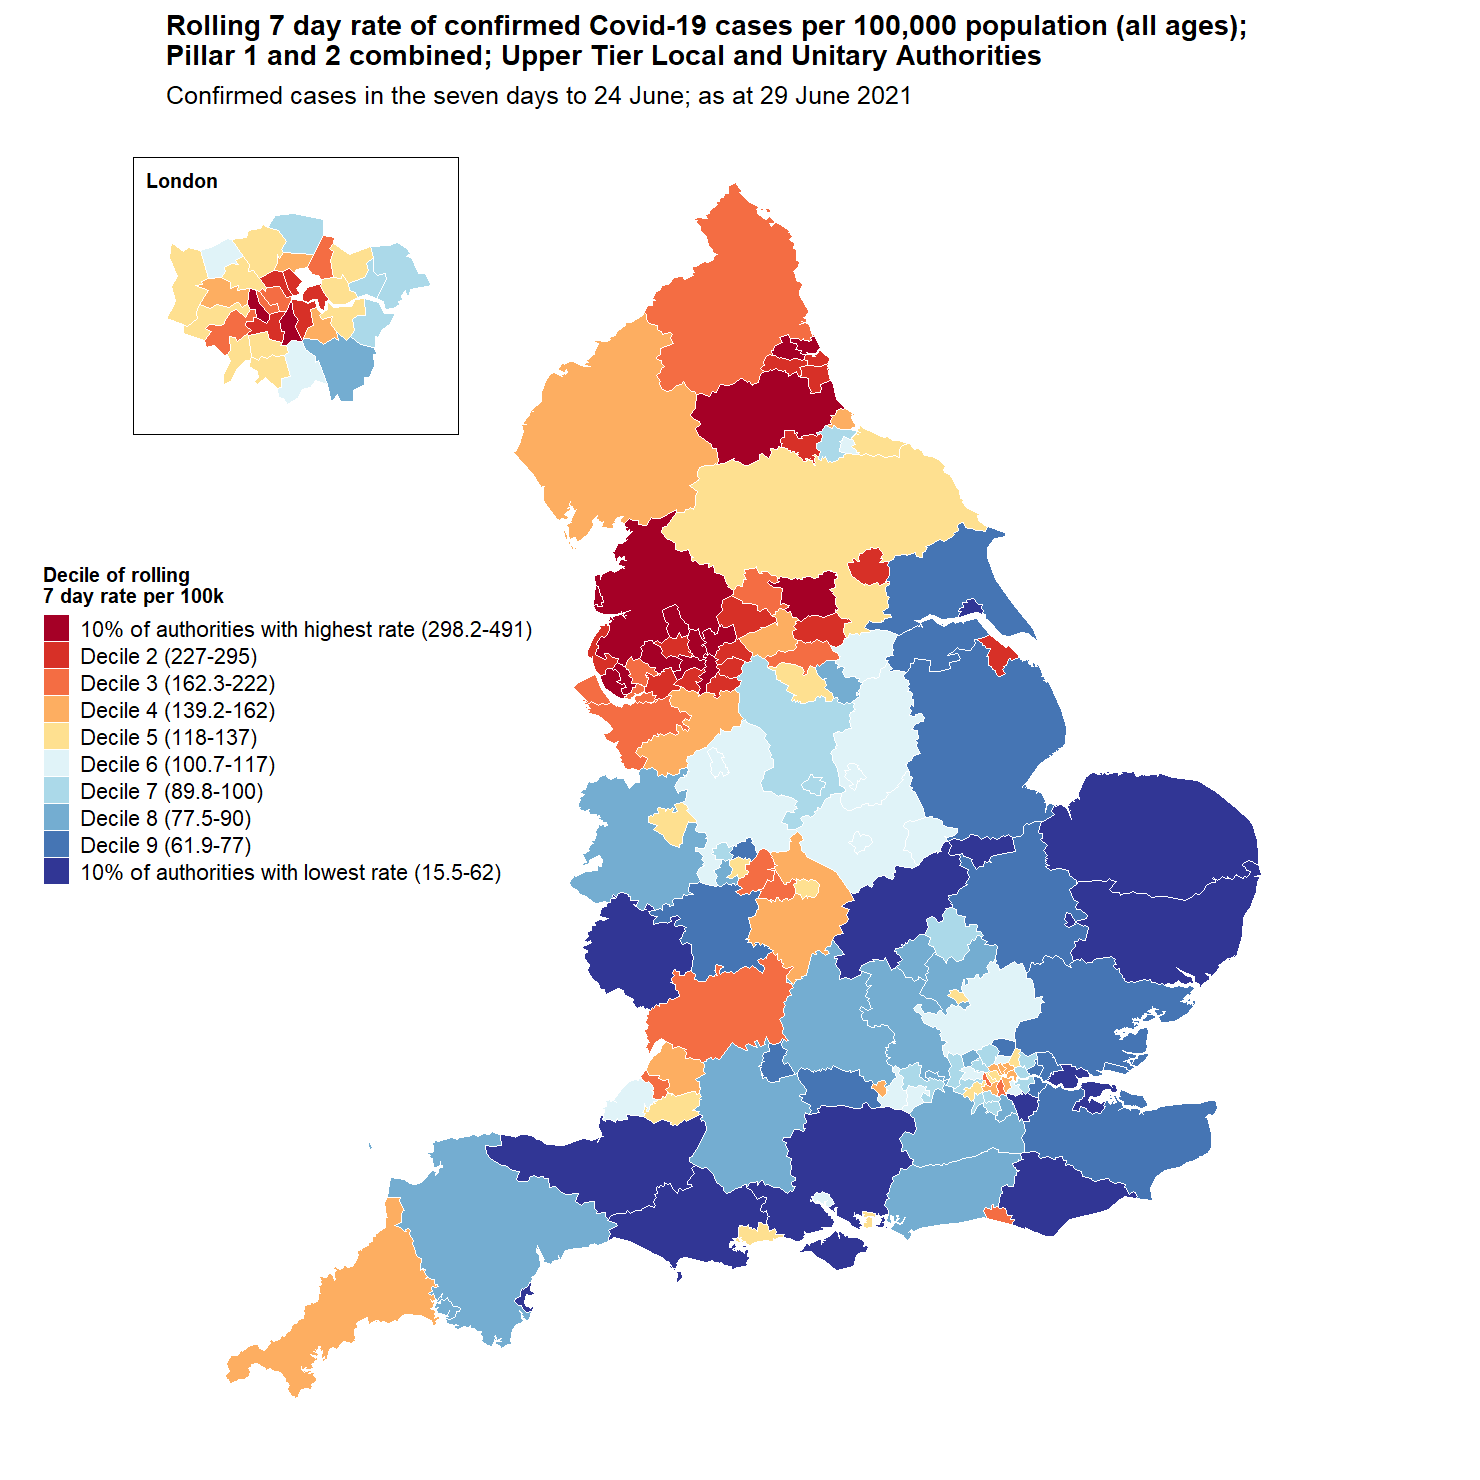 Rolling 7 day rate of confirmed Covid-19 cases per 100,000 population (all ages);
Pillar 1 and 2 combined; Upper Tier Local and Unitary Authorities
Confirmed cases in the seven days to 24 June; as at 29 June 2021
London
Decile of rolling
7 day rate per 100k
10% of authorities with highest rate (298.2-491)
Decile 2 (227-295)
Decile 3 (162.3-222)
Decile 4 (139.2-162)
Decile 5 (118-137)
Decile 6 (100.7-117)
Decile 7 (89.8-100)
Decile 8 (77.5-90)
Decile 9 (61.9-77)
10% of authorities with lowest rate (15.5-62)